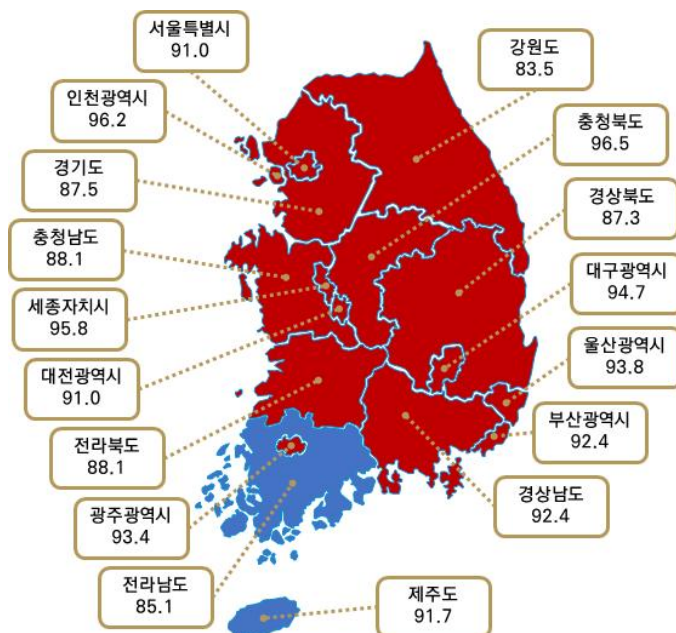 서울특별시
91.0
강원도
83.5
인천광역시
96.2
충청북도
96.5
경기도
87.5
경상북도
87.3
충청남도
88.1
대구광역시
94.7
세종자치시
95.8
울산광역시
93.8
대전광역시
91.0
부산광역시
92.4
전라북도
88.1
경상남도
92.4
광주광역시
93.4
전라남도
85.1
제주도
91.7